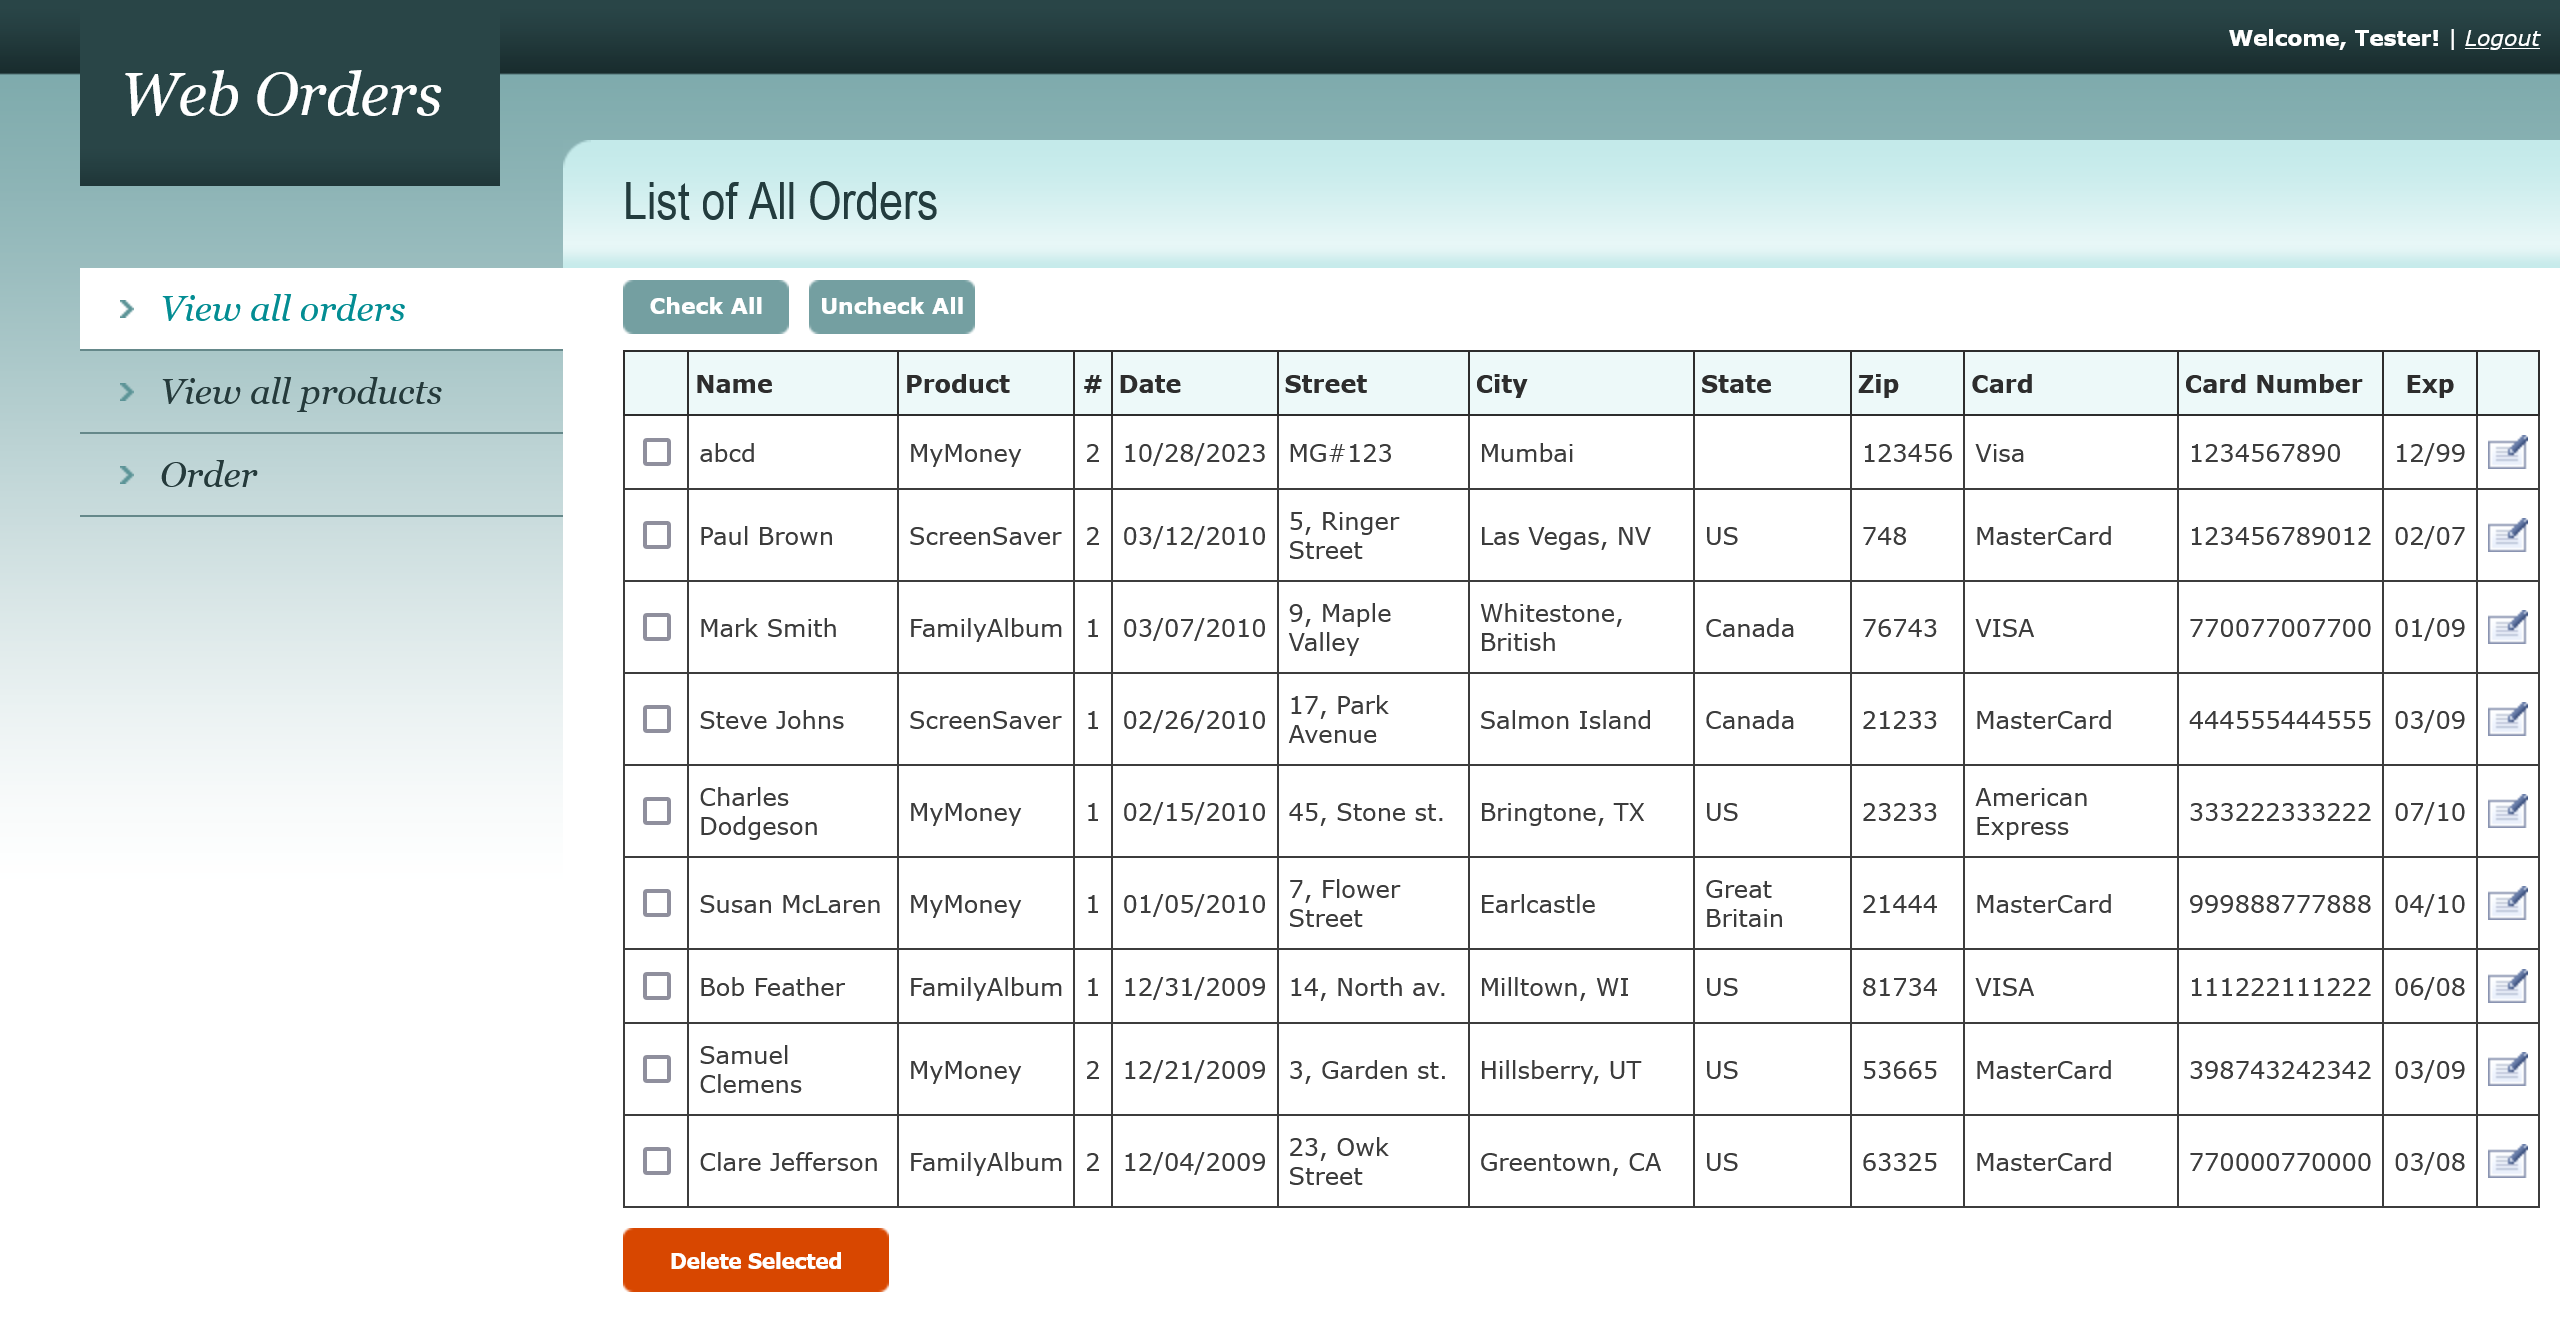 Welcome, Tester! | Logout
Web Orders
List of All Orders
View all orders
View all products
Order
Check All Uncheck All
Name Product # Date Street City State Zip Card Card Number Exp
abcd MyMoney 2 10/28/2023 MG#123 Mumbai 123456 Visa 1234567890 12/99
Paul Brown ScreenSaver 2 03/12/2010 5, Ringer Street Las Vegas, NV US 748 MasterCard 123456789012 02/07
Mark Smith FamilyAlbum 1 03/07/2010 9, Maple Valley Whitestone, British Canada 76743 VISA 770077007700 01/09
Steve Johns ScreenSaver 1 02/26/2010 17, Park Avenue Salmon Island Canada 21233 MasterCard 444555444555 03/09
Charles Dodgeson MyMoney 1 02/15/2010 45, Stone st. Bringtone, TX US 23233 American Express 333222333222 07/10
Susan McLaren MyMoney 1 01/05/2010 7, Flower Street Earlcastle Great Britain 21444 MasterCard 999888777888 04/10
Bob Feather FamilyAlbum 1 12/31/2009 14, North av. Milltown, WI US 81734 VISA 111222111222 06/08
Samuel Clemens MyMoney 2 12/21/2009 3, Garden st. Hillsberry, UT US 53665 MasterCard 398743242342 03/09
Clare Jefferson FamilyAlbum 2 12/04/2009 23, Owk Street Greentown, CA US 63325 MasterCard 770000770000 03/08
Delete Selected